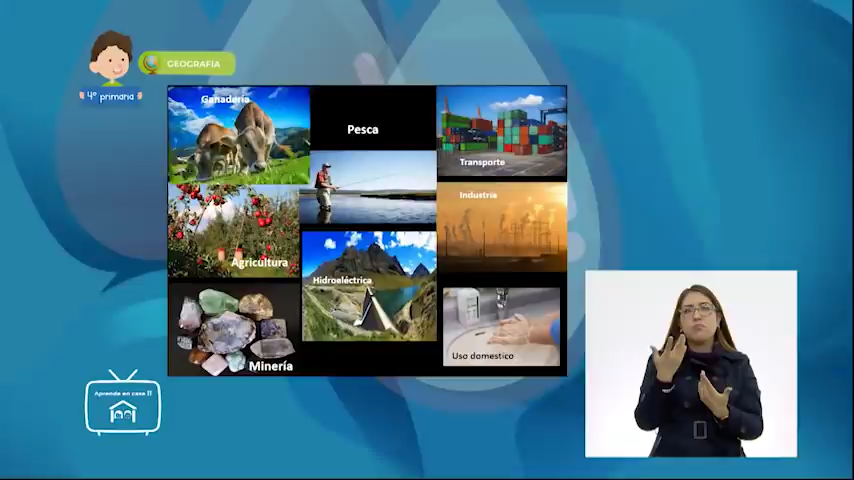 GEOGRAFÍA
4° primaria
Ganadería
Pesca
Transporte
Industria
Agricultura
Hidroeléctrica
Uso domestico
Minería
Aprende en casa II